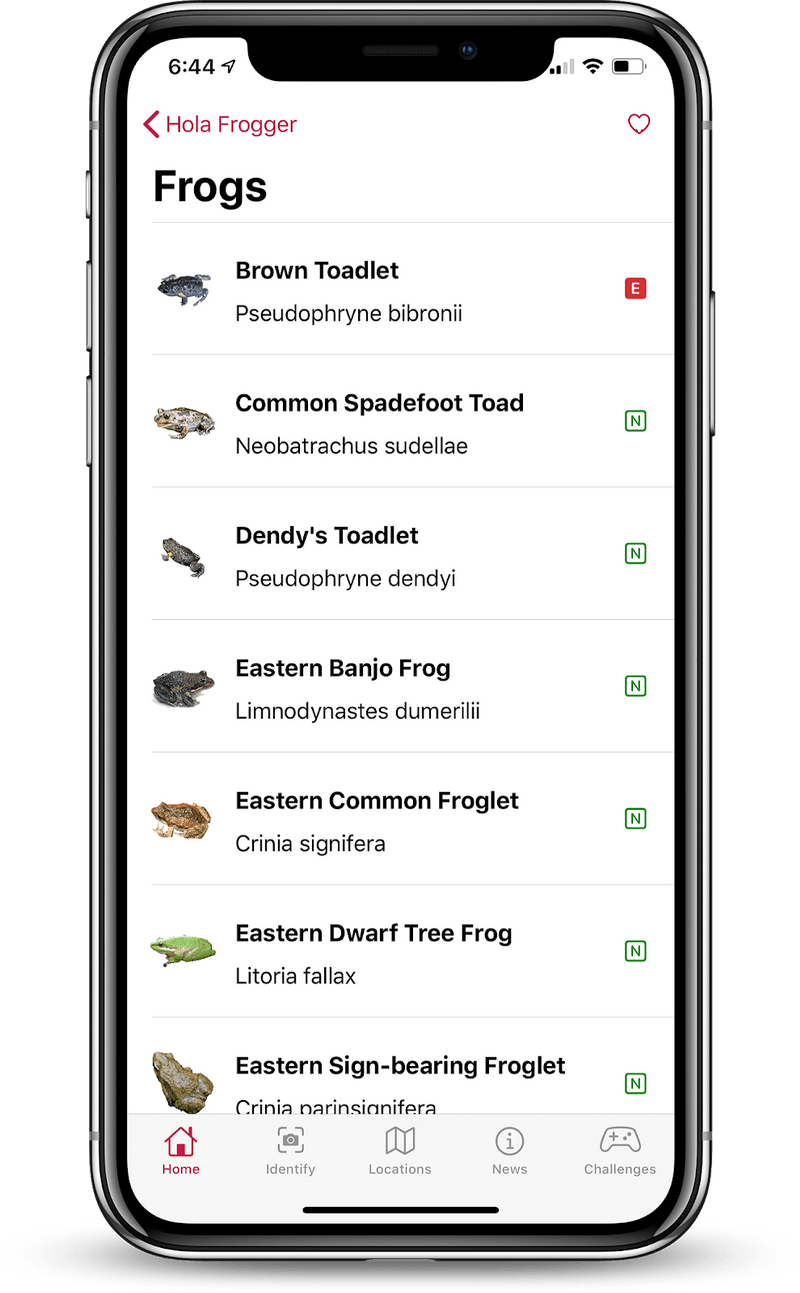 6:44
Hola Frogger
Frogs
Brown Toadlet
Pseudophryne bibronii
E
Common Spadefoot Toad
Neobatrachus sudellae
N
Dendy's Toadlet
Pseudophryne dendyi
N
Eastern Banjo Frog
Limnodynastes dumerilii
N
Eastern Common Froglet
Crinia signifera
N
Eastern Dwarf Tree Frog
Litoria fallax
N
Eastern Sign-bearing Froglet
Crinia parinsignifera
N
Home
Identify
Locations
News
Challenges